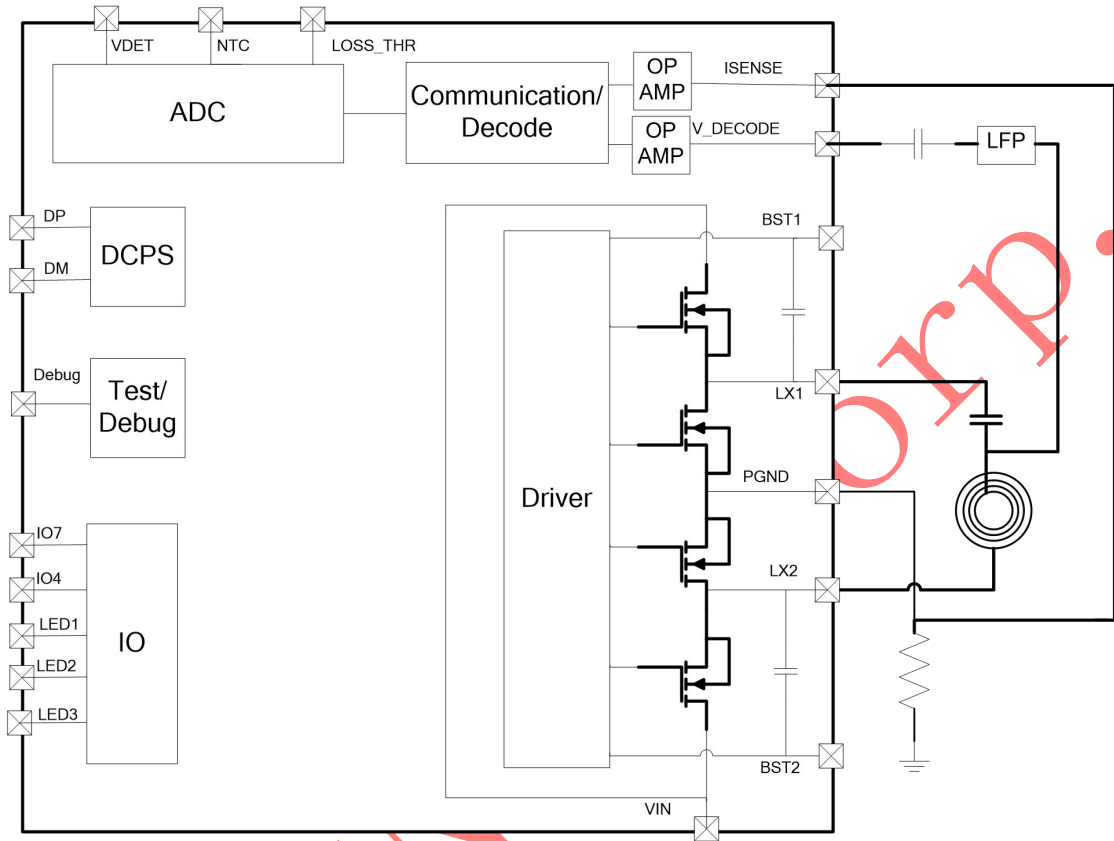 VDET
NTC
LOSS_THR
ADC
Communication/
Decode
OP
AMP
ISENSE
OP
AMP
V_DECODE
LFP
DP
DM
DCPS
BST1
Debug
Test/
Debug
LX1
Driver
PGND
IO7
IO4
LED1
LED2
LED3
IO
LX2
BST2
VIN
orp.